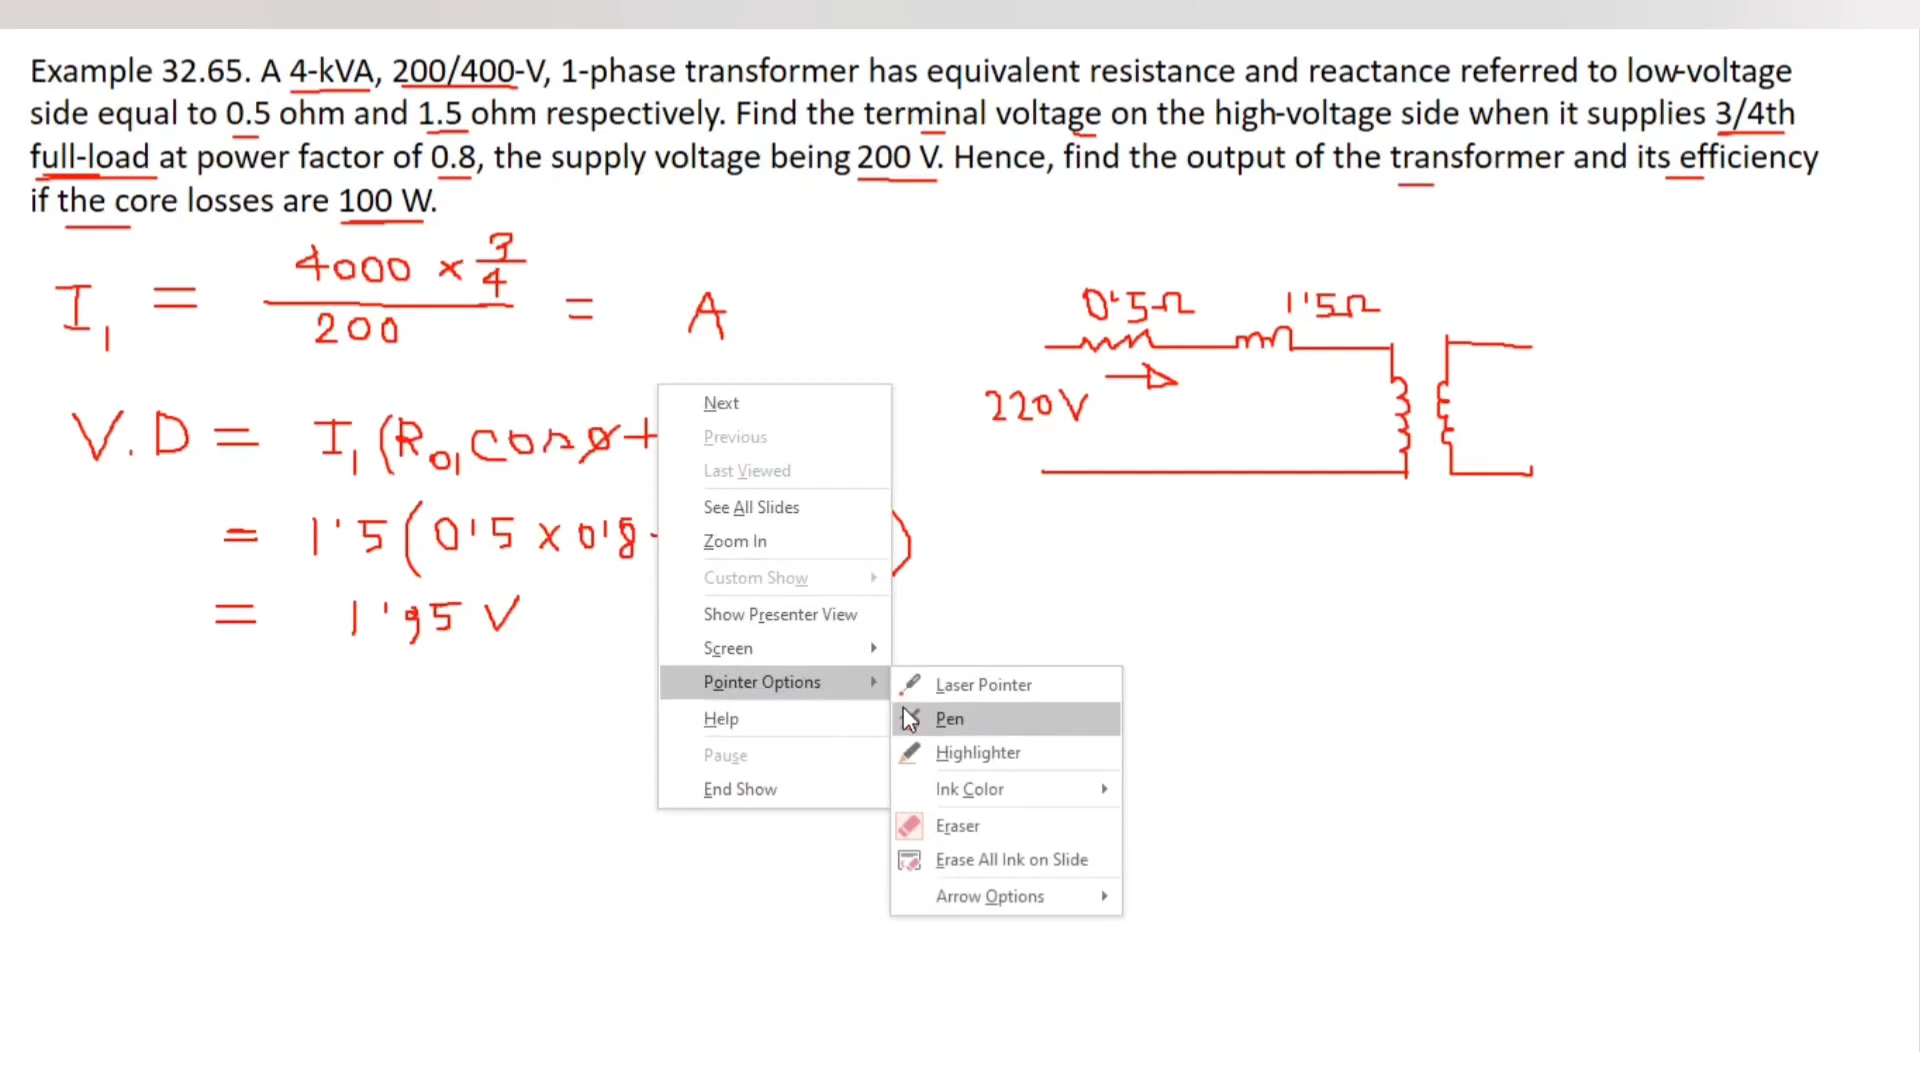 Example 32.65. A 4-kVA, 200/400-V, 1-phase transformer has equivalent resistance and reactance referred to low-voltage
side equal to 0.5 ohm and 1.5 ohm respectively. Find the terminal voltage on the high-voltage side when it supplies 3/4th
full-load at power factor of 0.8, the supply voltage being 200 V. Hence, find the output of the transformer and its efficiency
if the core losses are 100 W.
I₁ = (4000 × 3/4) / 200 = A
0.5Ω 1.5Ω
220V
V.D = I₁ (R₀₁ cos ø +
= 1.5 (0.5 × 0.8 )
= 1.95 V
Next
Previous
Last Viewed
See All Slides
Zoom In
Custom Show
Show Presenter View
Screen
Pointer Options
Help
Pause
End Show
Laser Pointer
Pen
Highlighter
Ink Color
Eraser
Erase All Ink on Slide
Arrow Options